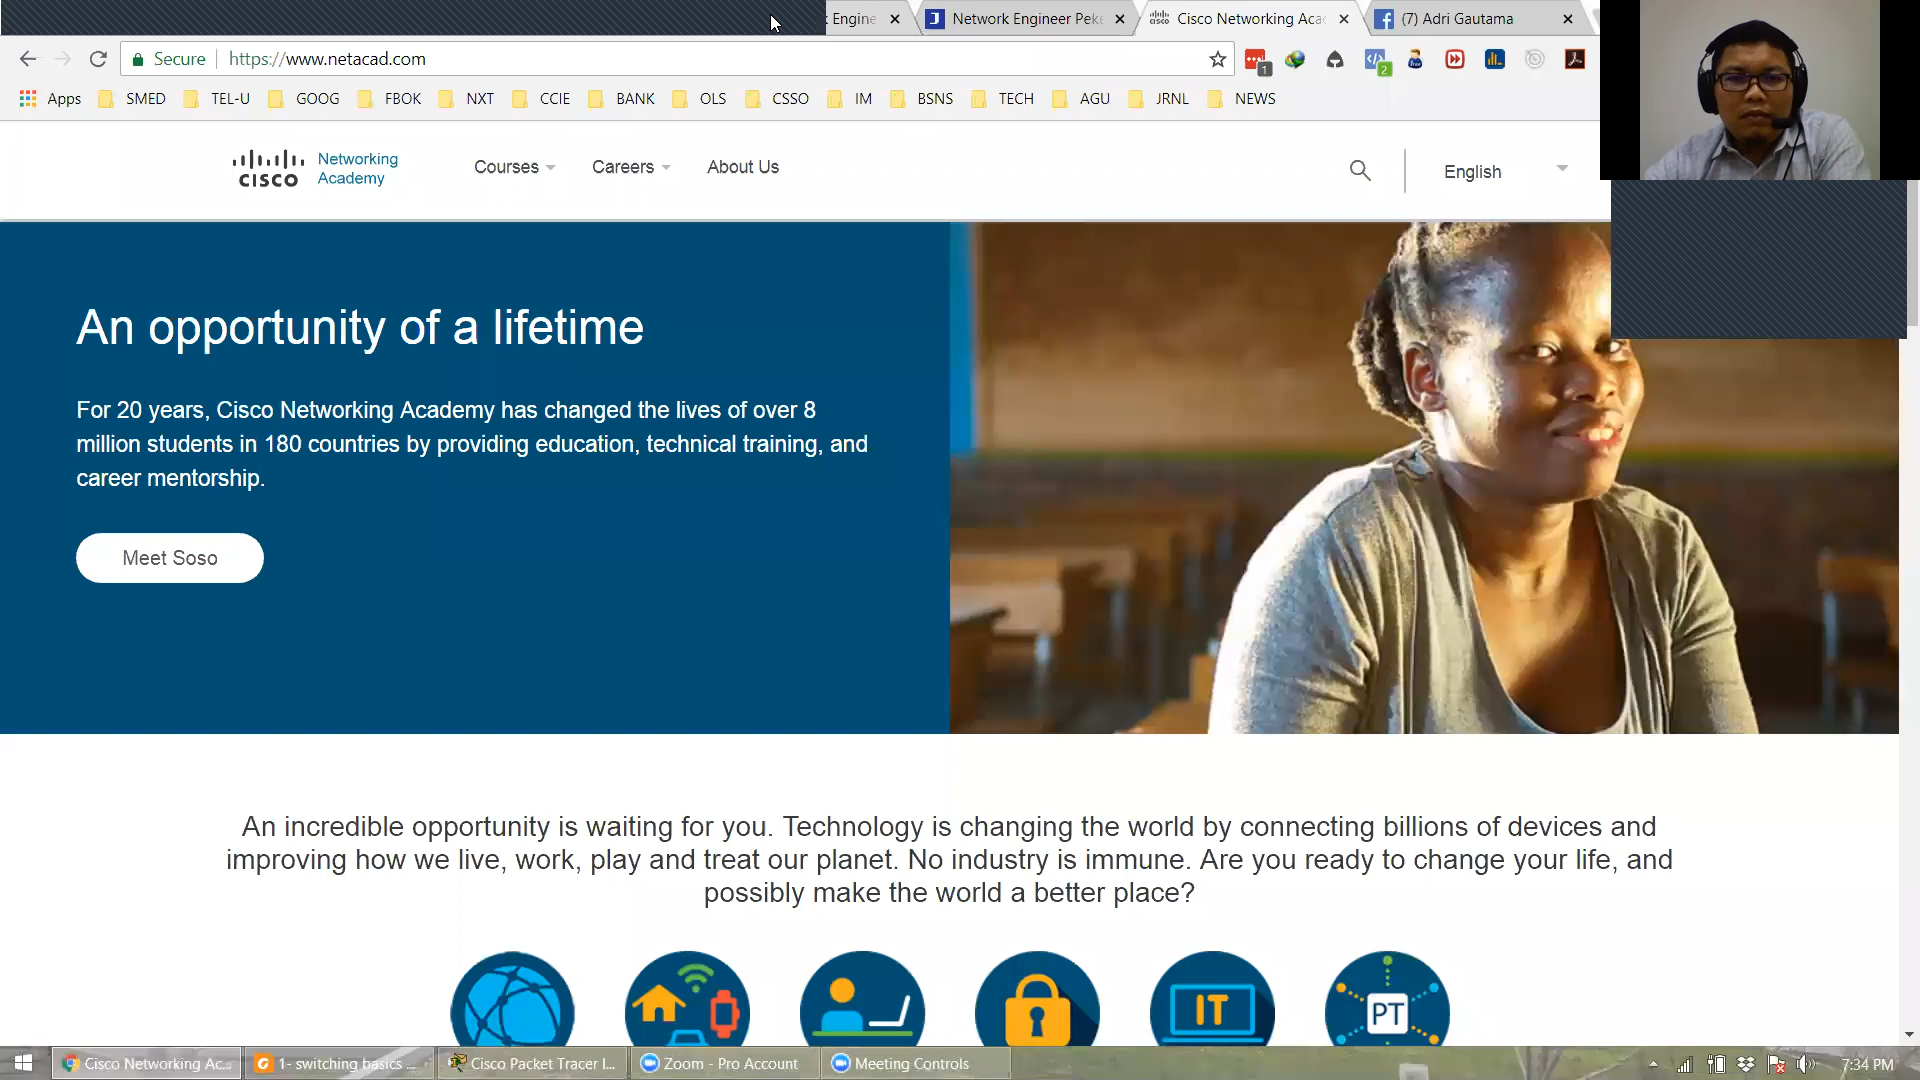 k Engine
Network Engineer Peke
Cisco Networking Aca
(7) Adri Gautama
Secure
https://www.netacad.com
1
2
Apps
SMED
TEL-U
GOOG
FBOK
NXT
CCIE
BANK
OLS
CSSO
IM
BSNS
TECH
AGU
JRNL
NEWS
CISCO
Networking
Academy
Courses
Careers
About Us
English
An opportunity of a lifetime
For 20 years, Cisco Networking Academy has changed the lives of over 8
million students in 180 countries by providing education, technical training, and
career mentorship.
Meet Soso
An incredible opportunity is waiting for you. Technology is changing the world by connecting billions of devices and
improving how we live, work, play and treat our planet. No industry is immune. Are you ready to change your life, and
possibly make the world a better place?
IT
PT
Cisco Networking Ac...
1- switching basics ...
Cisco Packet Tracer I...
Zoom - Pro Account
Meeting Controls
7:34 PM